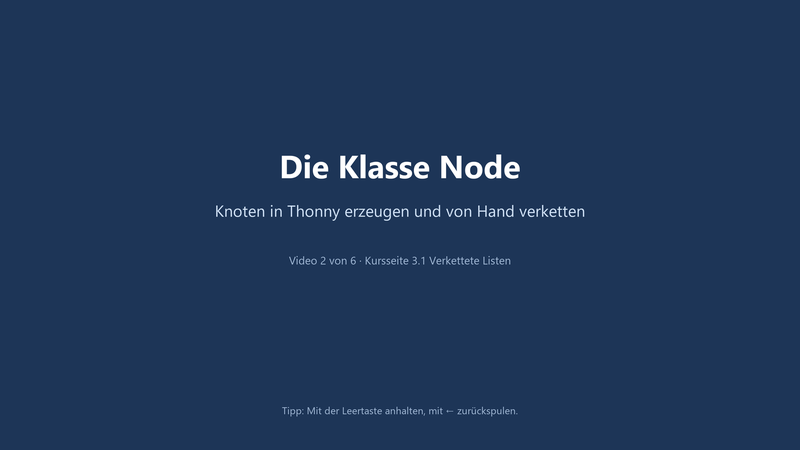 Die Klasse Node
Knoten in Thonny erzeugen und von Hand verketten
Video 2 von 6 · Kursseite 3.1 Verkettete Listen
Tipp: Mit der Leertaste anhalten, mit ← zurückspulen.